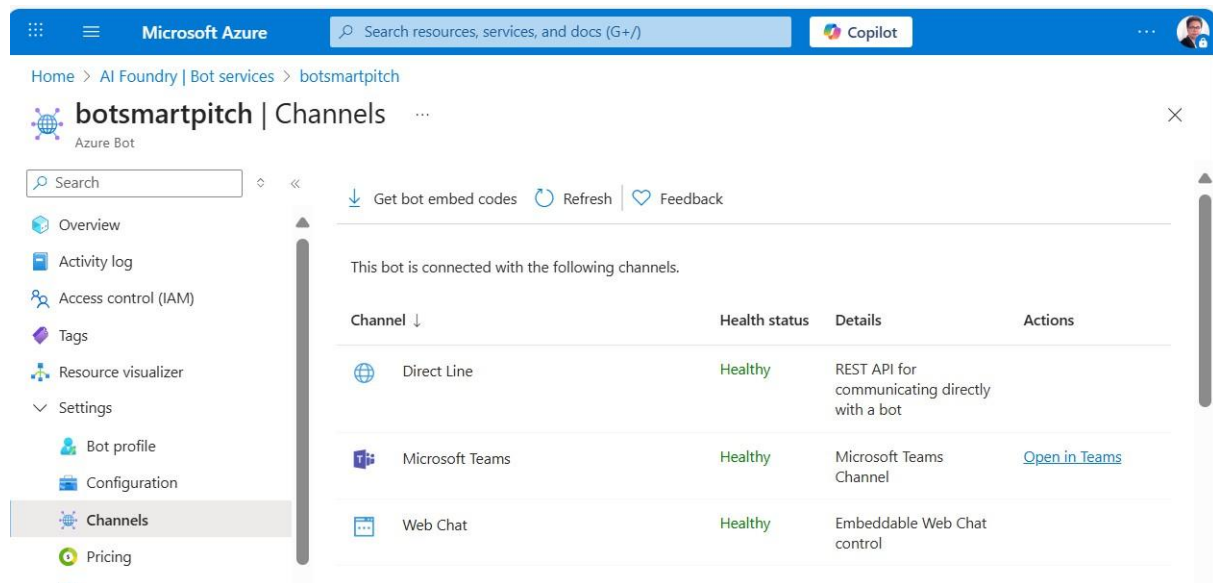 Microsoft Azure
Search resources, services, and docs (G+/)
Copilot
Home > AI Foundry | Bot services > botsmartpitch
botsmartpitch | Channels
Azure Bot
Search
Overview
Activity log
Access control (IAM)
Tags
Resource visualizer
Settings
Bot profile
Configuration
Channels
Pricing
Get bot embed codes Refresh Feedback
This bot is connected with the following channels.
Channel ↓ Health status Details Actions
Direct Line Healthy REST API for
communicating directly
with a bot
Microsoft Teams Healthy Microsoft Teams Open in Teams
Channel
Web Chat Healthy Embeddable Web Chat
control